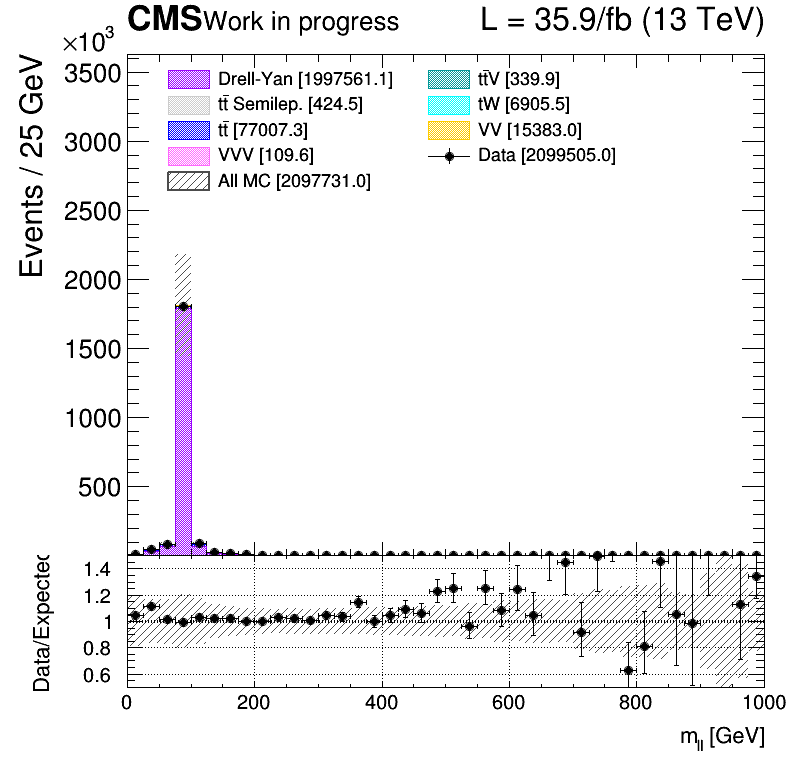 CMS Work in progress L = 35.9/fb (13 TeV)
×10³
Events / 25 GeV
3500
3000
2500
2000
1500
1000
500
Drell-Yan [1997561.1]
tt̄ Semilep. [424.5]
tt̄ [77007.3]
VVV [109.6]
All MC [2097731.0]
tt̄V [339.9]
tW [6905.5]
VV [15383.0]
Data [2099505.0]
Data/Expected
1.4
1.2
1
0.8
0.6
0 200 400 600 800 1000
m_ll [GeV]